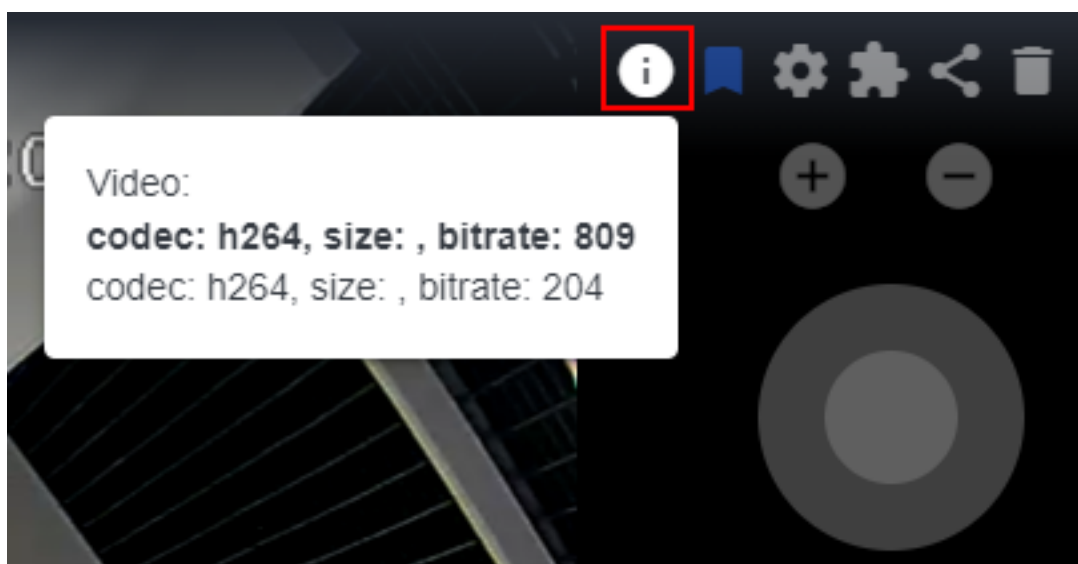 Video:
codec: h264, size: , bitrate: 809
codec: h264, size: , bitrate: 204